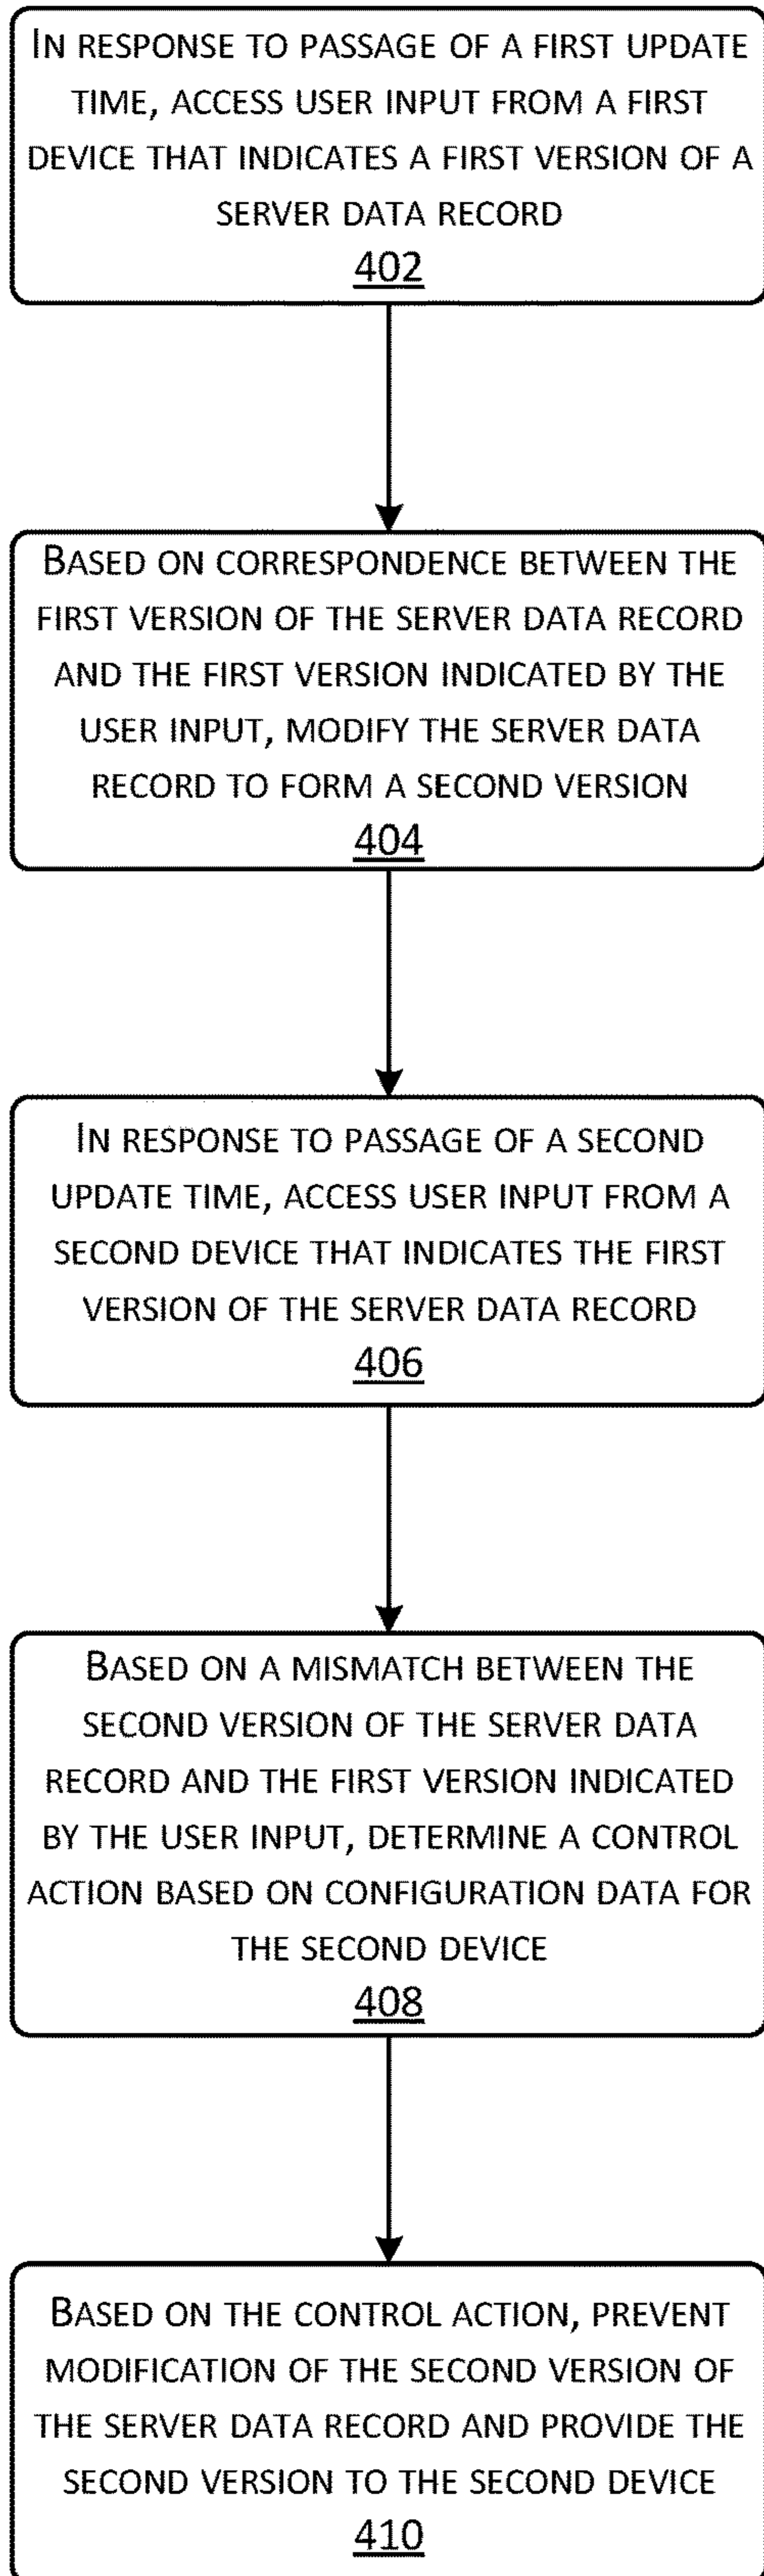 IN RESPONSE TO PASSAGE OF A FIRST UPDATE
TIME, ACCESS USER INPUT FROM A FIRST
DEVICE THAT INDICATES A FIRST VERSION OF A
SERVER DATA RECORD
402
BASED ON CORRESPONDENCE BETWEEN THE
FIRST VERSION OF THE SERVER DATA RECORD
AND THE FIRST VERSION INDICATED BY THE
USER INPUT, MODIFY THE SERVER DATA
RECORD TO FORM A SECOND VERSION
404
IN RESPONSE TO PASSAGE OF A SECOND
UPDATE TIME, ACCESS USER INPUT FROM A
SECOND DEVICE THAT INDICATES THE FIRST
VERSION OF THE SERVER DATA RECORD
406
BASED ON A MISMATCH BETWEEN THE
SECOND VERSION OF THE SERVER DATA
RECORD AND THE FIRST VERSION INDICATED
BY THE USER INPUT, DETERMINE A CONTROL
ACTION BASED ON CONFIGURATION DATA FOR
THE SECOND DEVICE
408
BASED ON THE CONTROL ACTION, PREVENT
MODIFICATION OF THE SECOND VERSION OF
THE SERVER DATA RECORD AND PROVIDE THE
SECOND VERSION TO THE SECOND DEVICE
410